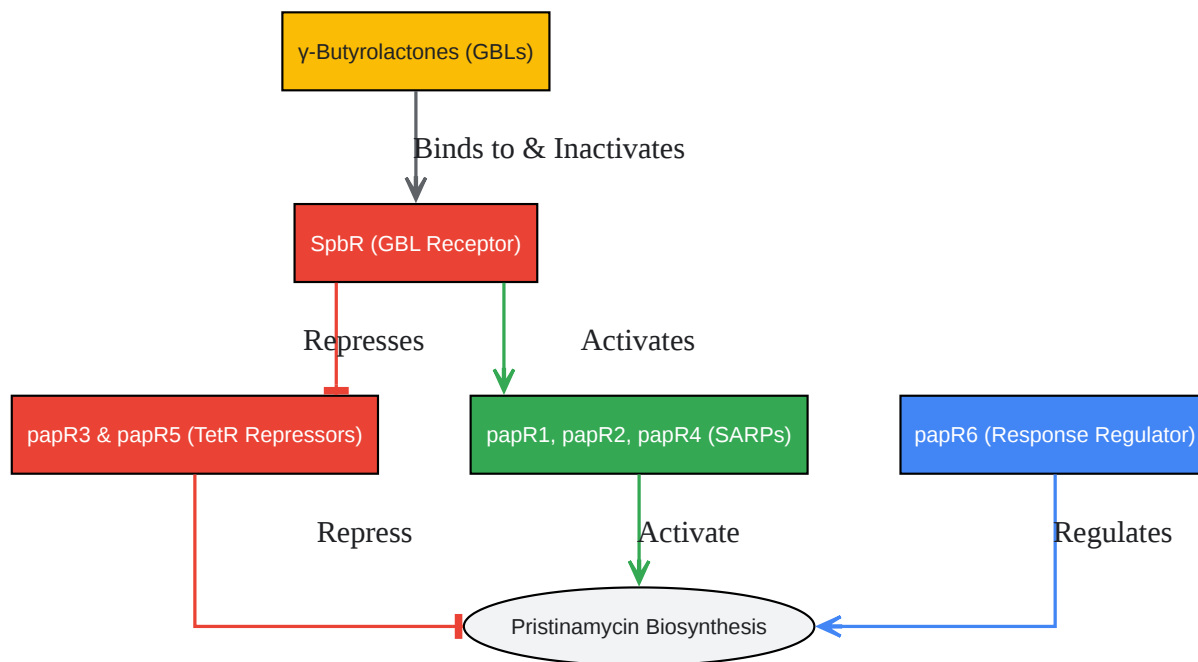 γ-Butyrolactones (GBLs)
Binds to & Inactivates
SpbR (GBL Receptor)
Represses
Activates
papR3 & papR5 (TetR Repressors)
papR1, papR2, papR4 (SARPs)
papR6 (Response Regulator)
Repress
Activate
Regulates
Pristinamycin Biosynthesis